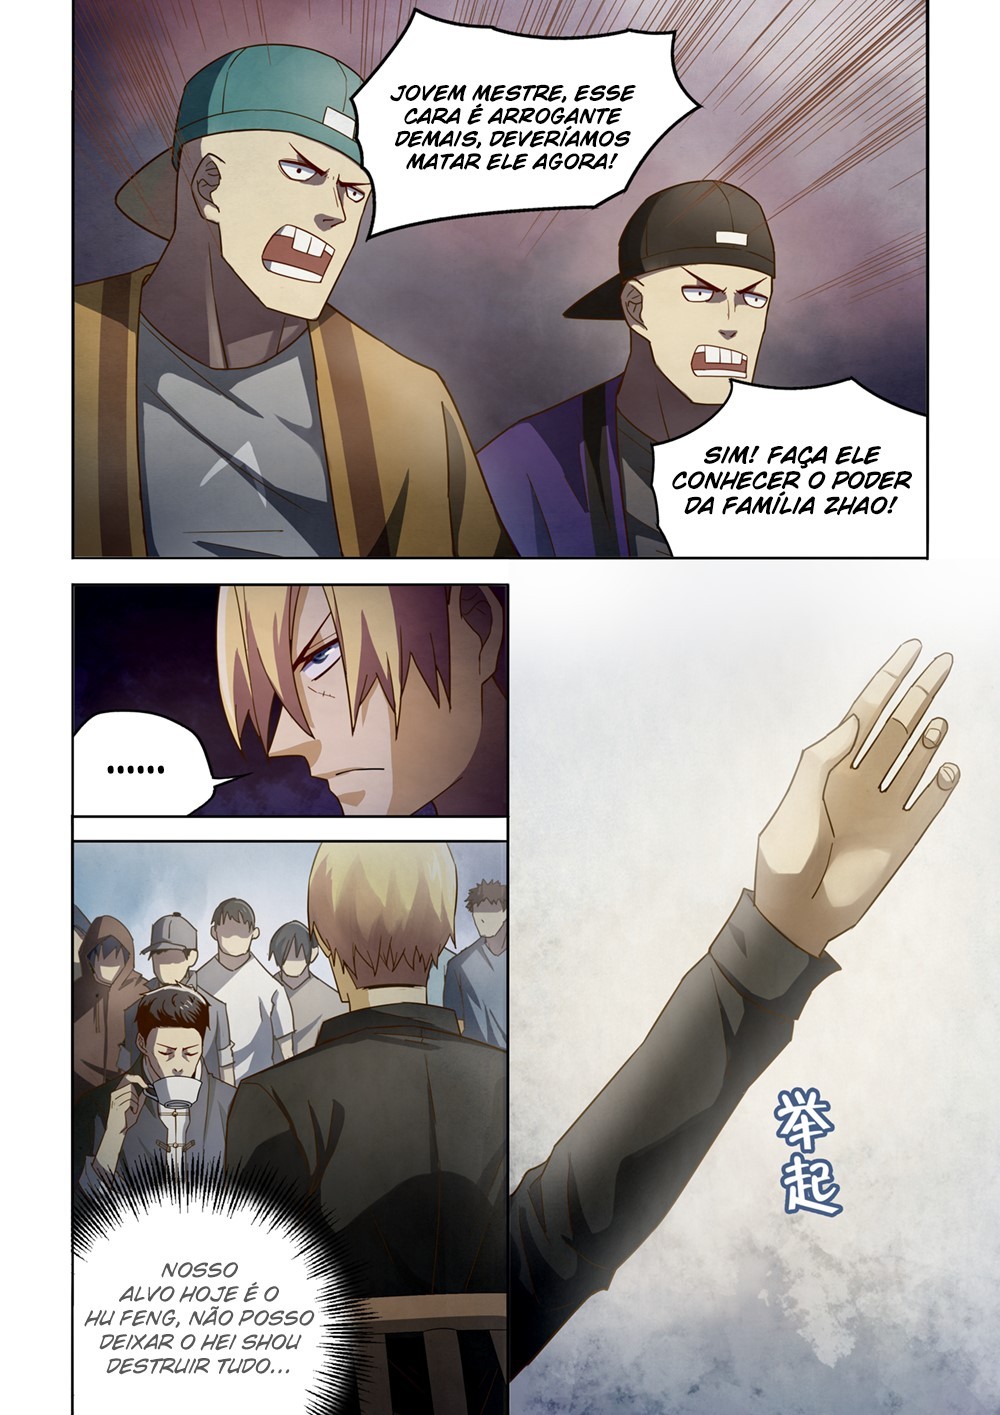 JOVEM MESTRE, ESSE
CARA É ARROGANTE
DEMAIS, DEVERÍAMOS
MATAR ELE AGORA!
SIM! FAÇA ELE
CONHECER O PODER
DA FAMÍLIA ZHAO!
......
举起
NOSSO
ALVO HOJE É O
HU FENG, NÃO POSSO
DEIXAR O HEI SHOU
DESTRUIR TUDO...